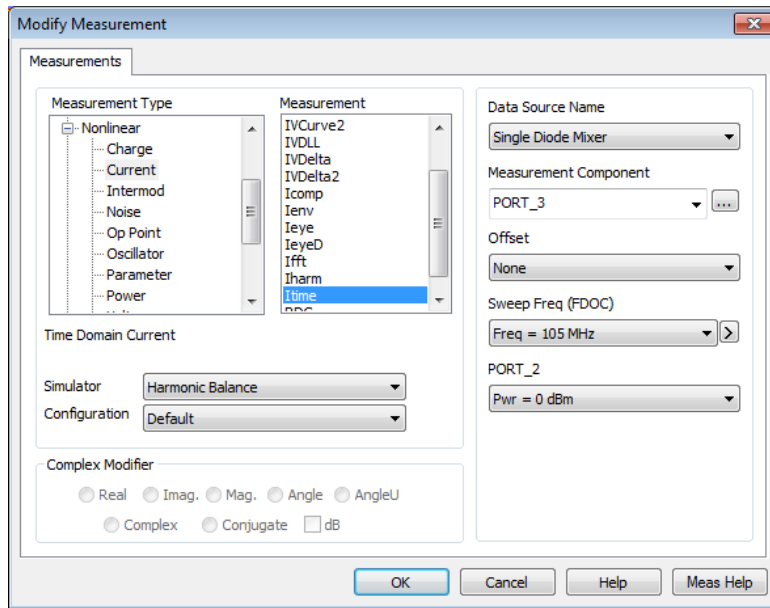 Modify Measurement
Measurements
Measurement Type
Nonlinear
Charge
Current
Intermod
Noise
Op Point
Oscillator
Parameter
Power
Measurement
IVCurve2
IVDLL
IVDelta
IVDelta2
Icomp
Ienv
Ieye
IeyeD
Ifft
Iharm
Itime
Time Domain Current
Simulator
Harmonic Balance
Configuration
Default
Complex Modifier
Real Imag. Mag. Angle AngleU
Complex Conjugate dB
Data Source Name
Single Diode Mixer
Measurement Component
PORT_3
...
Offset
None
Sweep Freq (FDOC)
Freq = 105 MHz
>
PORT_2
Pwr = 0 dBm
OK Cancel Help Meas Help